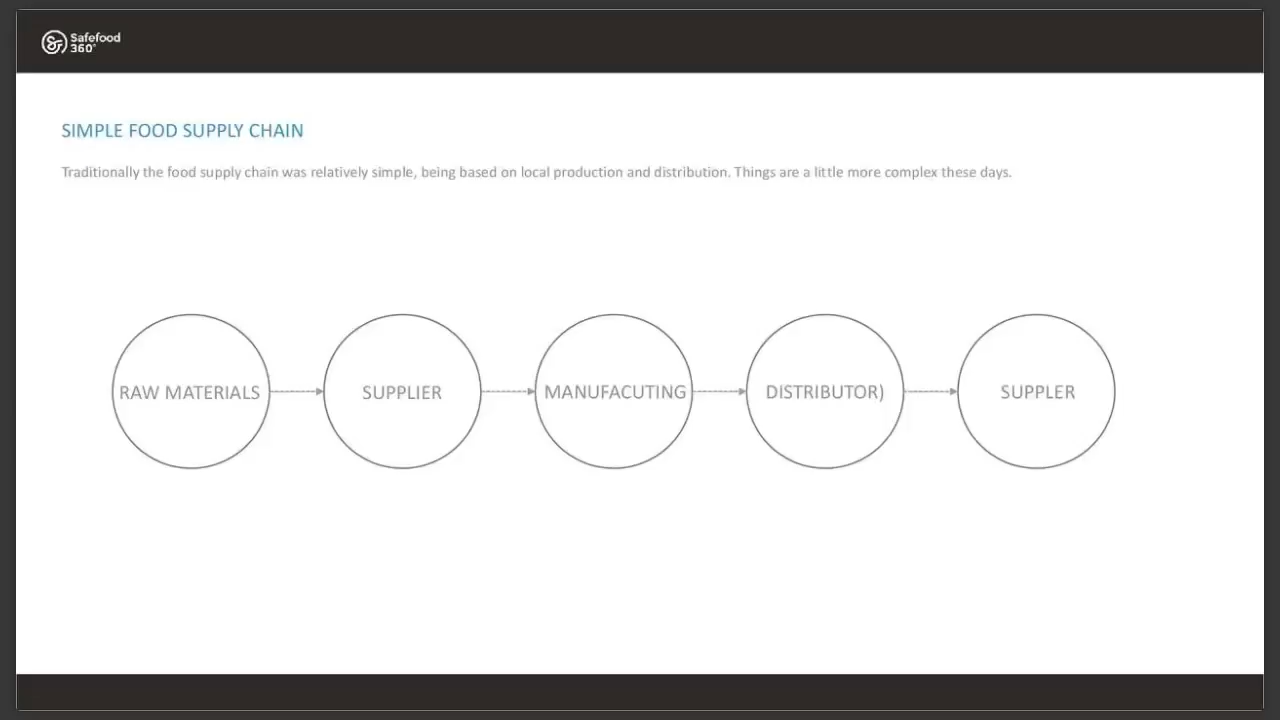 Safefood
360°
SIMPLE FOOD SUPPLY CHAIN
Traditionally the food supply chain was relatively simple, being based on local production and distribution. Things are a little more complex these days.
RAW MATERIALS
SUPPLIER
MANUFACUTING
DISTRIBUTOR)
SUPPLER